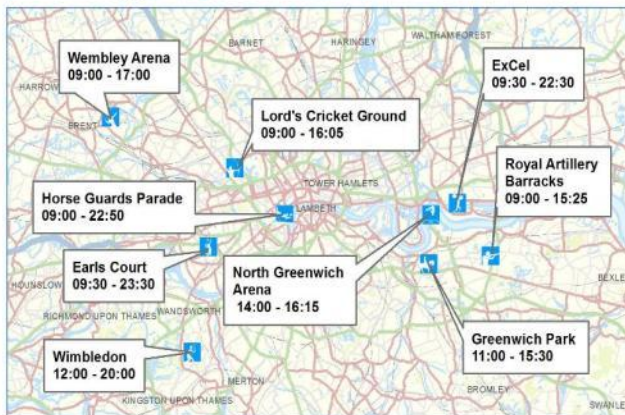 BARNET
HARINGEY
WALTHAM FOREST
Wembley Arena
09:00 - 17:00
ExCel
09:30 - 22:30
HARROW
BRENT
Lord's Cricket Ground
09:00 - 16:05
Royal Artillery
Barracks
09:00 - 15:25
TOWER HAMLETS
Horse Guards Parade
09:00 - 22:50
LAMBETH
Earls Court
09:30 - 23:30
North Greenwich
Arena
14:00 - 16:15
HOUNSLOW
BEXLE
RICHMOND UPON THAMES
WANDSWORTH
Greenwich Park
11:00 - 15:30
Wimbledon
12:00 - 20:00
MERTON
BROMLEY
KINGSTON UPON THAMES
SWANLE